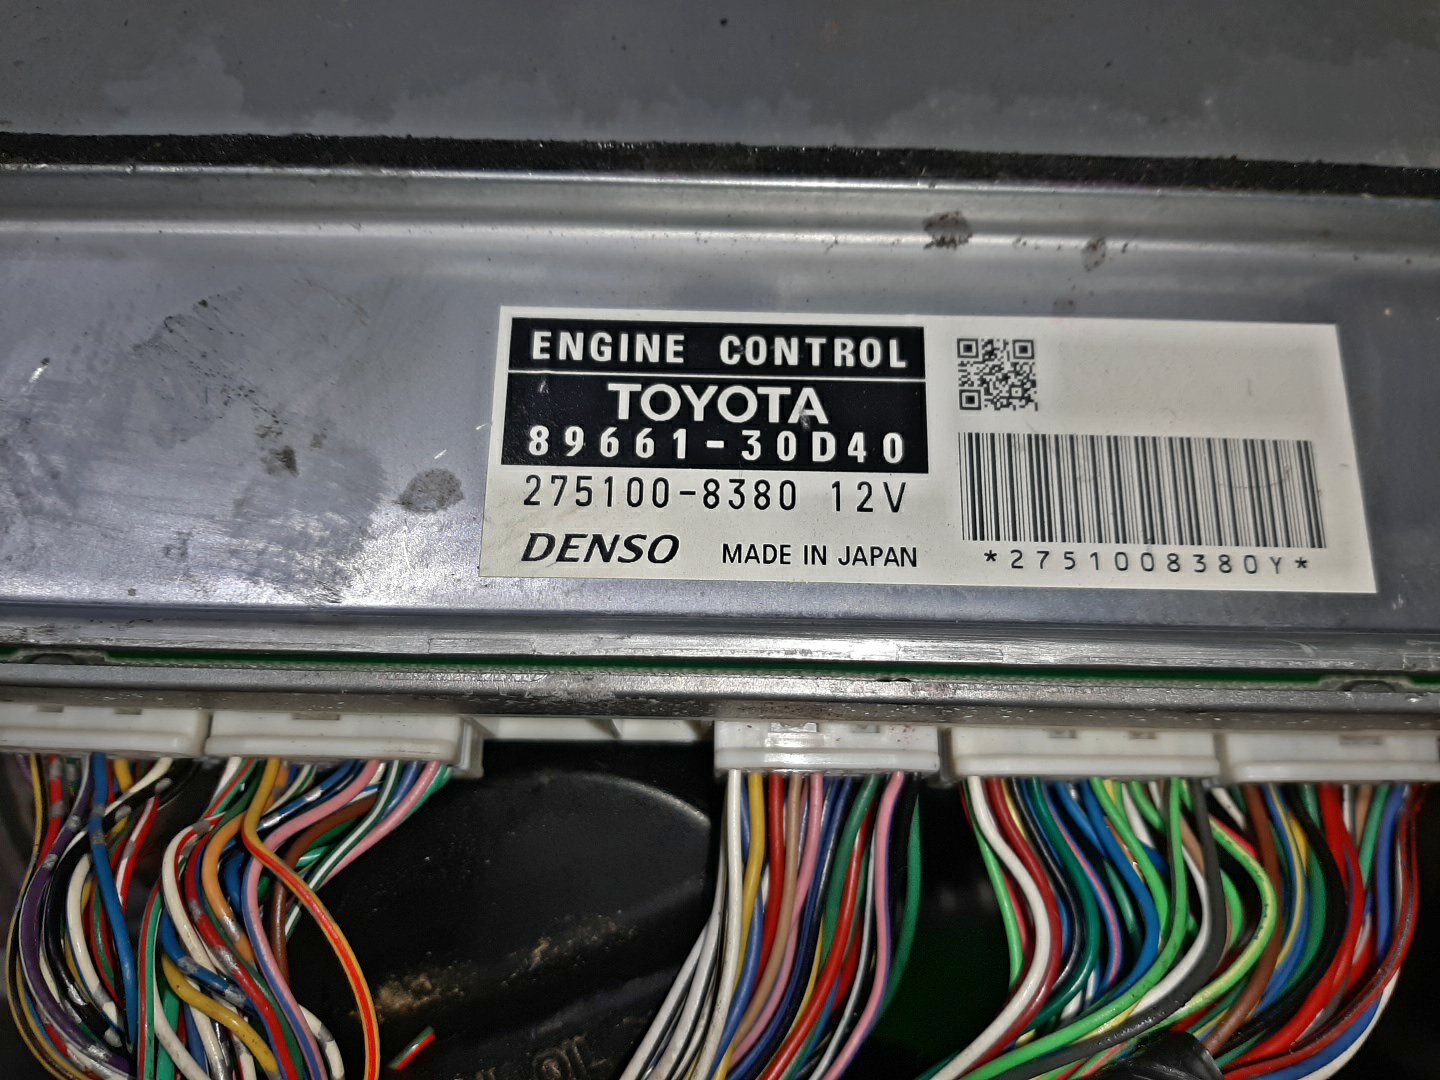 ENGINE CONTROL
TOYOTA
89661-30D40
275100-8380 12V
DENSO MADE IN JAPAN
*2751008380Y*